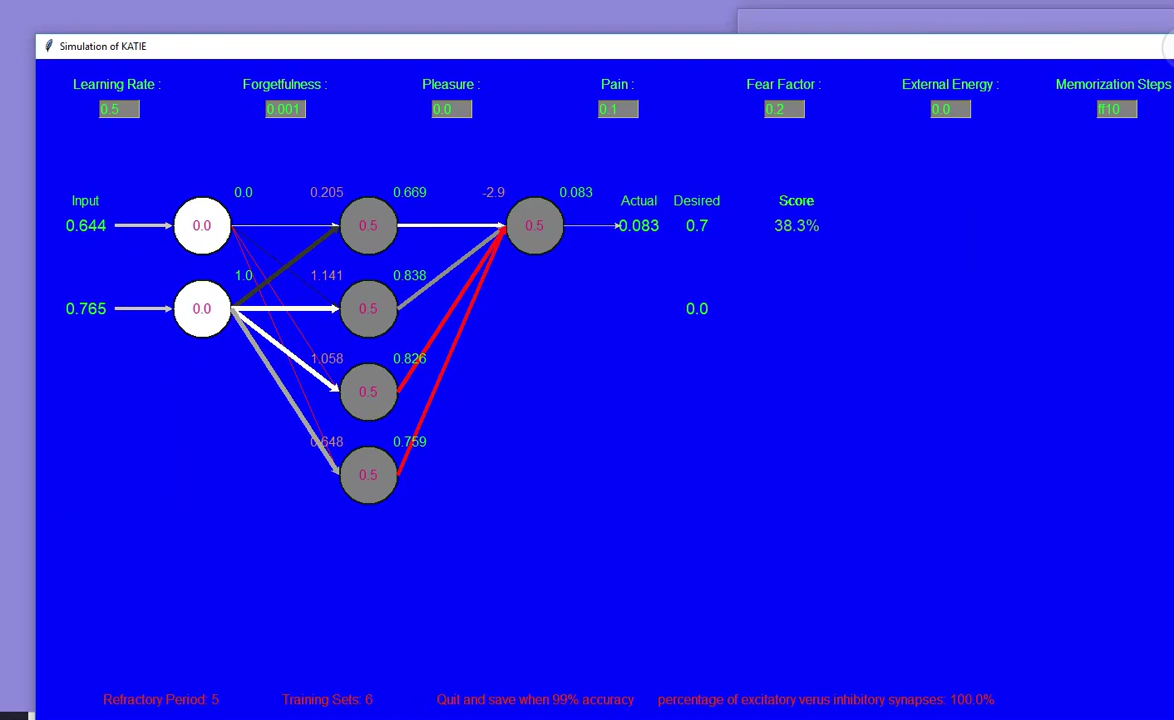 Simulation of KATIE
Learning Rate : Forgetfulness : Pleasure : Pain : Fear Factor : External Energy : Memorization Steps
0.5 0.001 0.0 0.1 0.2 0.0 ff10
0.0 0.205 0.669 -2.9 0.083
Input Actual Desired Score
0.644 0.0 0.5 0.5 0.083 0.7 38.3%
1.0 1.141 0.838
0.765 0.0 0.5 0.0
1.058 0.826
0.5
0.648 0.759
0.5
Refractory Period: 5 Training Sets: 6 Quit and save when 99% accuracy percentage of excitatory verus inhibitory synapses: 100.0%